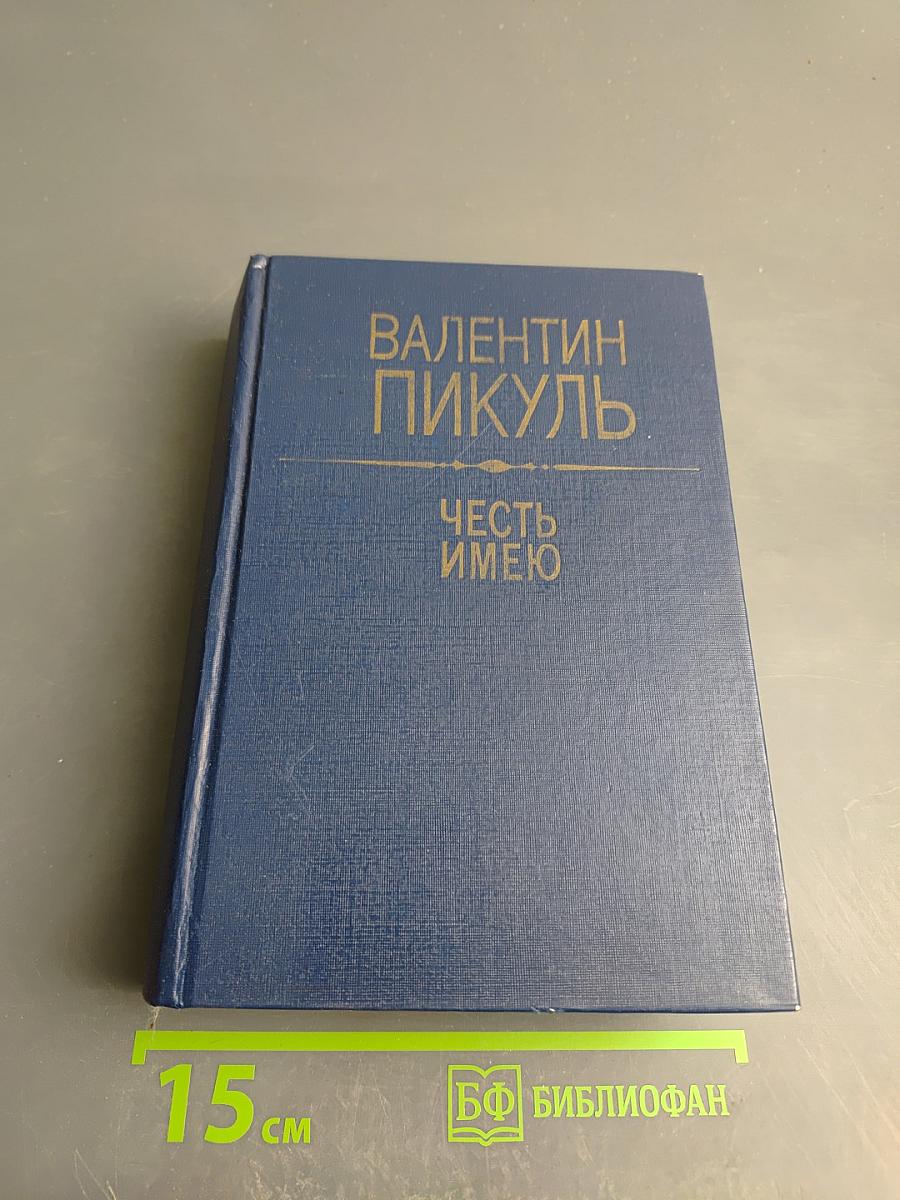 ВАЛЕНТИН
ПИКУЛЬ
ЧЕСТЬ
ИМЕЮ
15 см
БФ БИБЛИОФАН